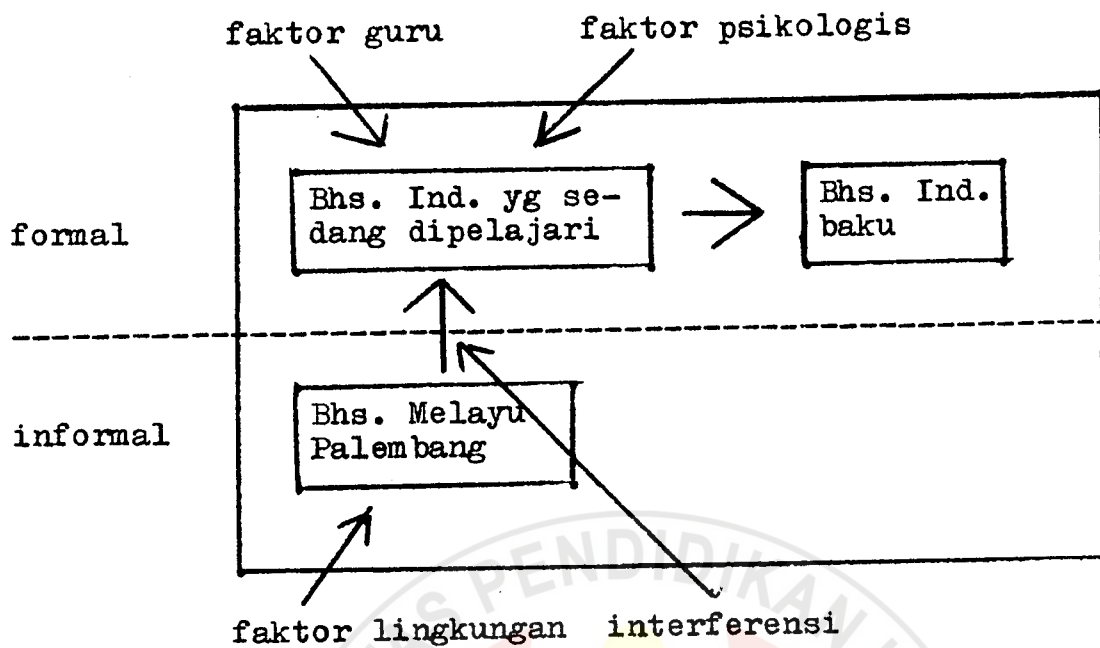 faktor guru faktor psikologis
formal
Bhs. Ind. yg se-
dang dipelajari
Bhs. Ind.
baku
informal
Bhs. Melayu
Palembang
faktor lingkungan interferensi
PENDIDIKAN